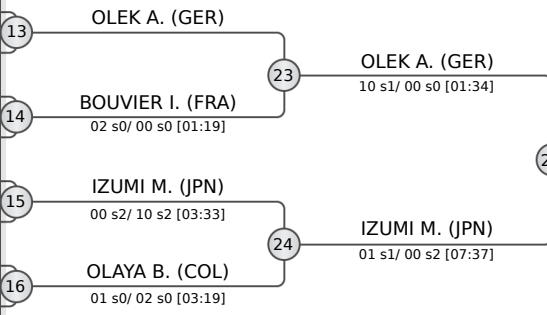 OLEK A. (GER)
13
OLEK A. (GER)
23
10 s1/ 00 s0 [01:34]
BOUVIER I. (FRA)
14
02 s0/ 00 s0 [01:19]
IZUMI M. (JPN)
15
00 s2/ 10 s2 [03:33]
IZUMI M. (JPN)
24
01 s1/ 00 s2 [07:37]
OLAYA B. (COL)
16
01 s0/ 02 s0 [03:19]